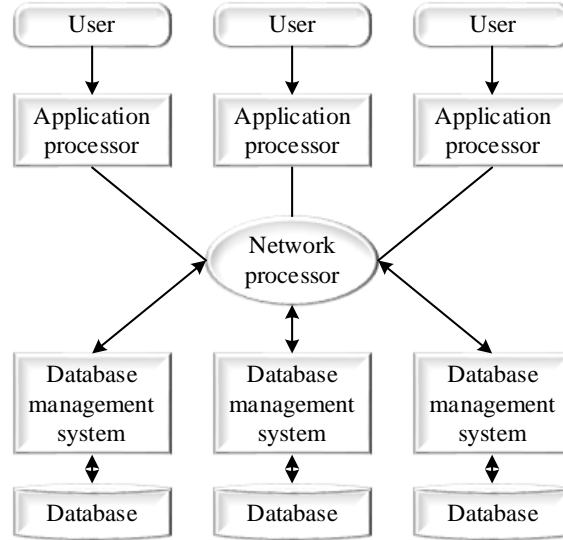 User
User
User
Application
processor
Application
processor
Application
processor
Network
processor
Database
management
system
Database
management
system
Database
management
system
Database
Database
Database